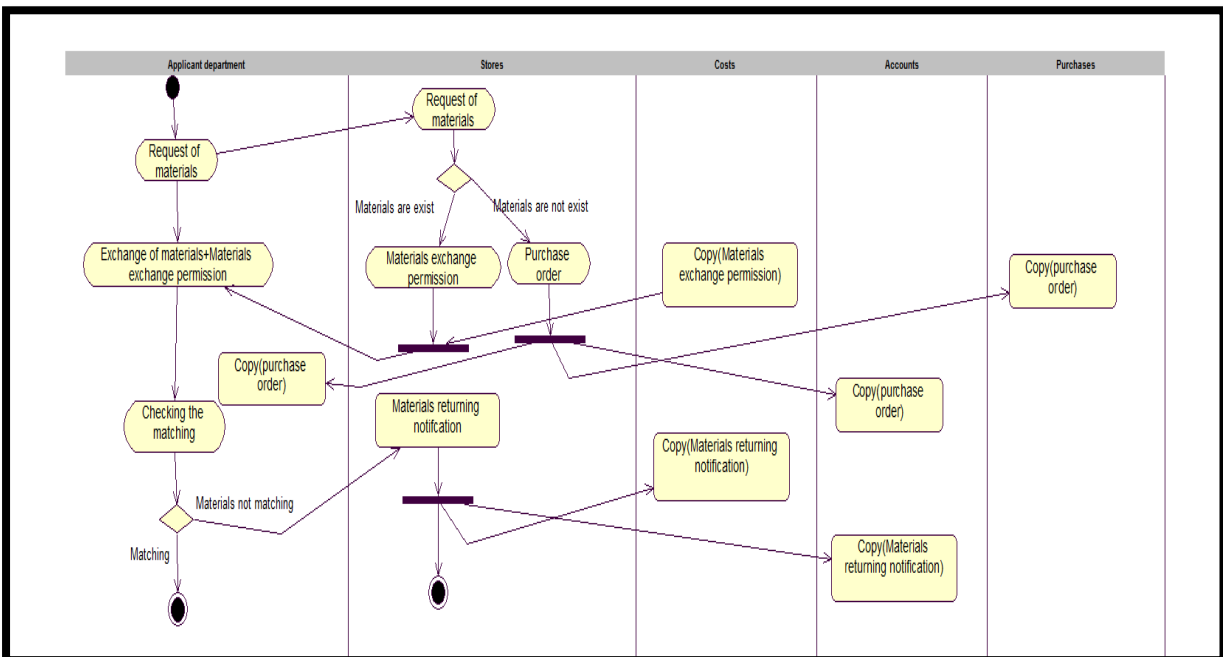 Applicant department
Stores
Costs
Accounts
Purchases
Request of
materials
Request of
materials
Materials are exist
Materials are not exist
Exchange of materials+Materials
exchange permission
Materials exchange
permission
Purchase
order
Copy(Materials
exchange permission)
Copy(purchase
order)
Copy(purchase
order)
Copy(purchase
order)
Checking the
matching
Materials returning
notifcation
Copy(Materials returning
notification)
Materials not matching
Matching
Copy(Materials
returning notification)